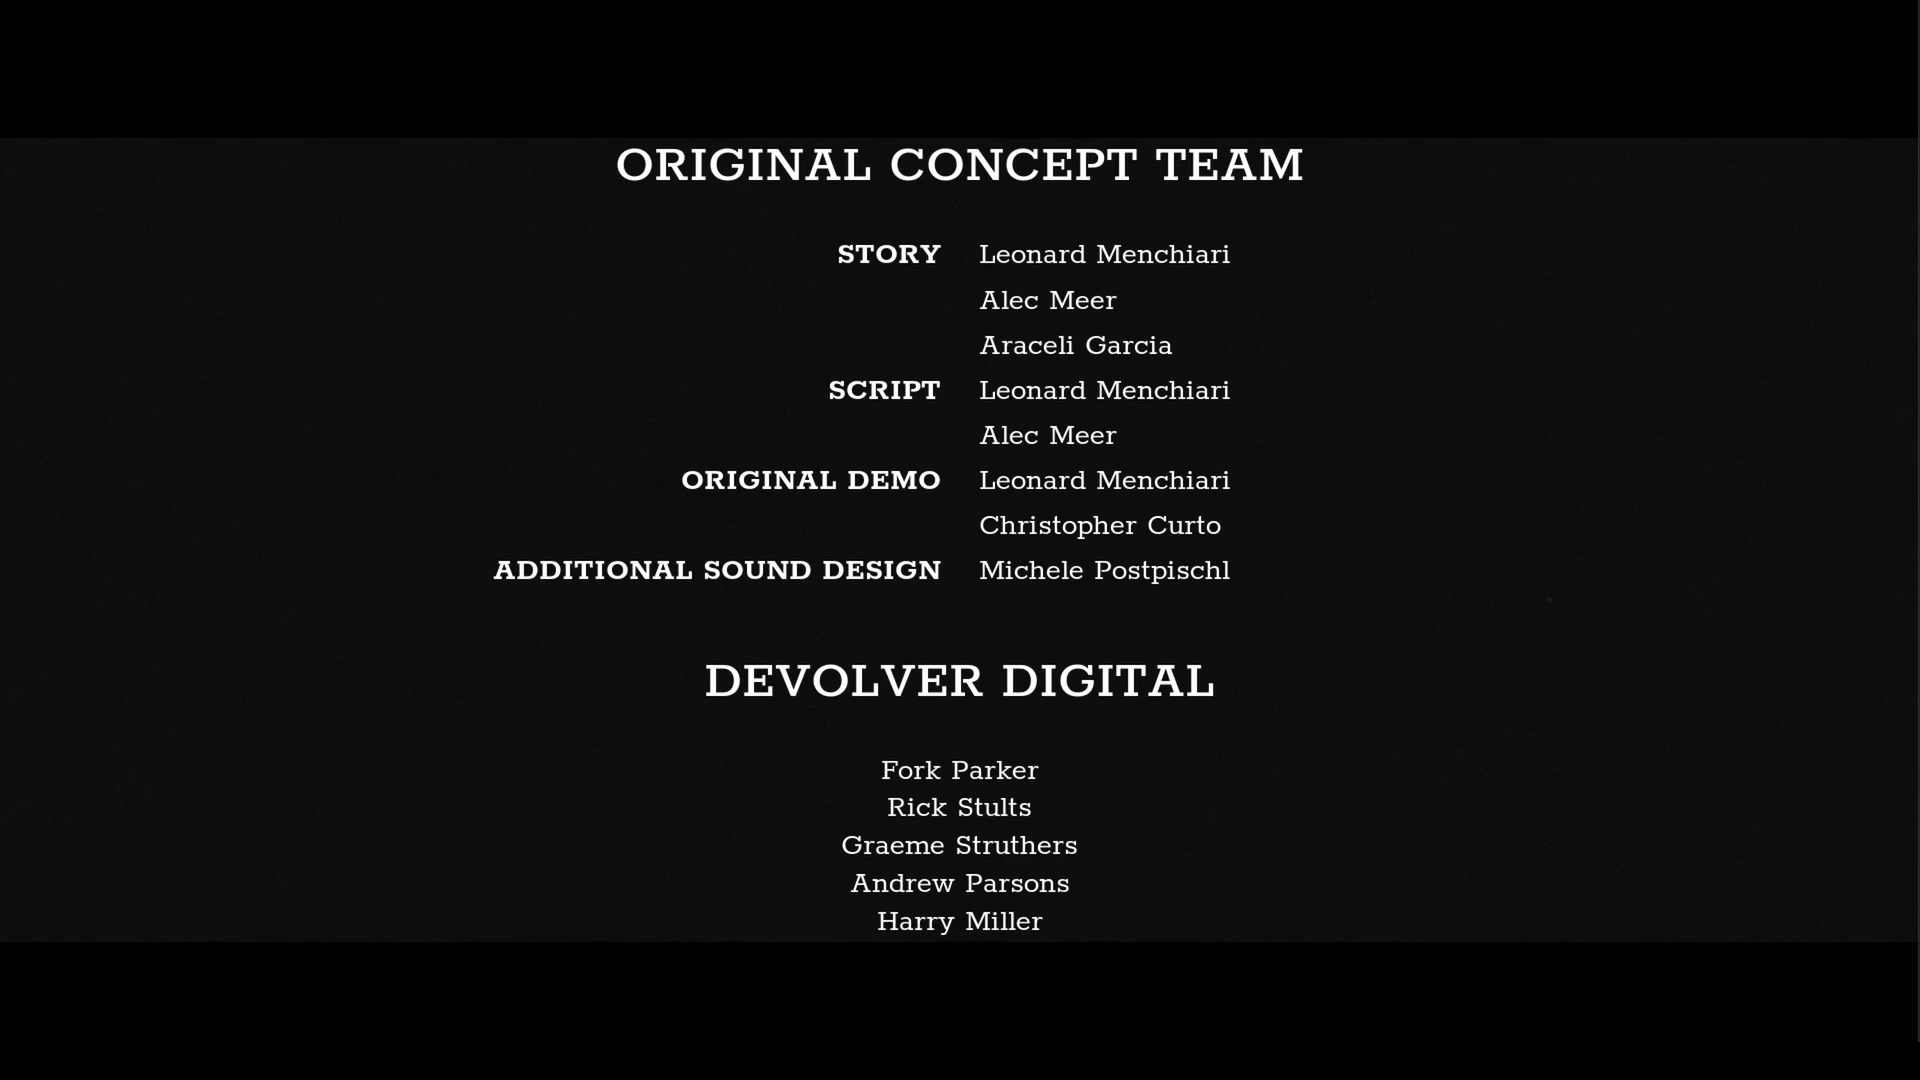 ORIGINAL CONCEPT TEAM
STORY Leonard Menchiari
Alec Meer
Araceli Garcia
SCRIPT Leonard Menchiari
Alec Meer
ORIGINAL DEMO Leonard Menchiari
Christopher Curto
ADDITIONAL SOUND DESIGN Michele Postpischl
DEVOLVER DIGITAL
Fork Parker
Rick Stults
Graeme Struthers
Andrew Parsons
Harry Miller